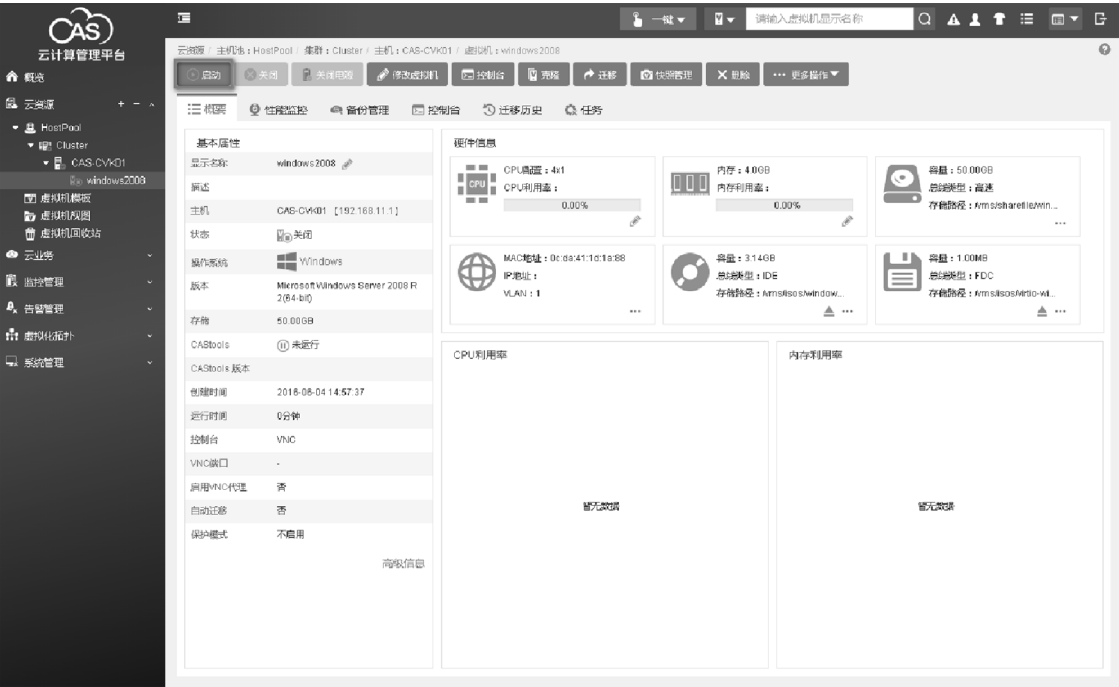 CAS
云计算管理平台
一键
请输入虚拟机显示名称
概览
云资源
HostPool
Cluster
CAS-CVK01
windows2008
虚拟机模板
虚拟机视图
虚拟机回收站
云业务
监控管理
告警管理
虚拟化拓扑
系统管理
云资源 / 主机池：HostPool / 集群：Cluster / 主机：CAS-CVK01 / 虚拟机：windows2008
启动 关闭 关闭电源 修改虚拟机 控制台 克隆 迁移 快照管理 删除 更多操作
概要 性能监控 备份管理 控制台 迁移历史 任务
基本属性
显示名称 windows2008
描述
主机 CAS-CVK01 【192.168.11.1】
状态 关闭
操作系统 Windows
版本 Microsoft Windows Server 2008 R
2(64-bit)
存储 50.00GB
CAStools 未运行
CAStools 版本
创建时间 2016-06-04 14:57:37
运行时间 0分钟
控制台 VNC
VNC端口 -
启用VNC代理 否
自动迁移 否
保护模式 不启用
高级信息
硬件信息
CPU
CPU配置：4x1
CPU利用率：
0.00%
内存：4.0GB
内存利用率：
0.00%
容量：50.00GB
总线类型：高速
存储路径：/vms/sharefile/win...
MAC地址：0c:da:41:1d:1a:88
IP地址：
VLAN：1
容量：3.14GB
总线类型：IDE
存储路径：/vms/isos/window...
容量：1.00MB
总线类型：FDC
存储路径：/vms/isos/virtio-wi...
CPU利用率
暂无数据
内存利用率
暂无数据